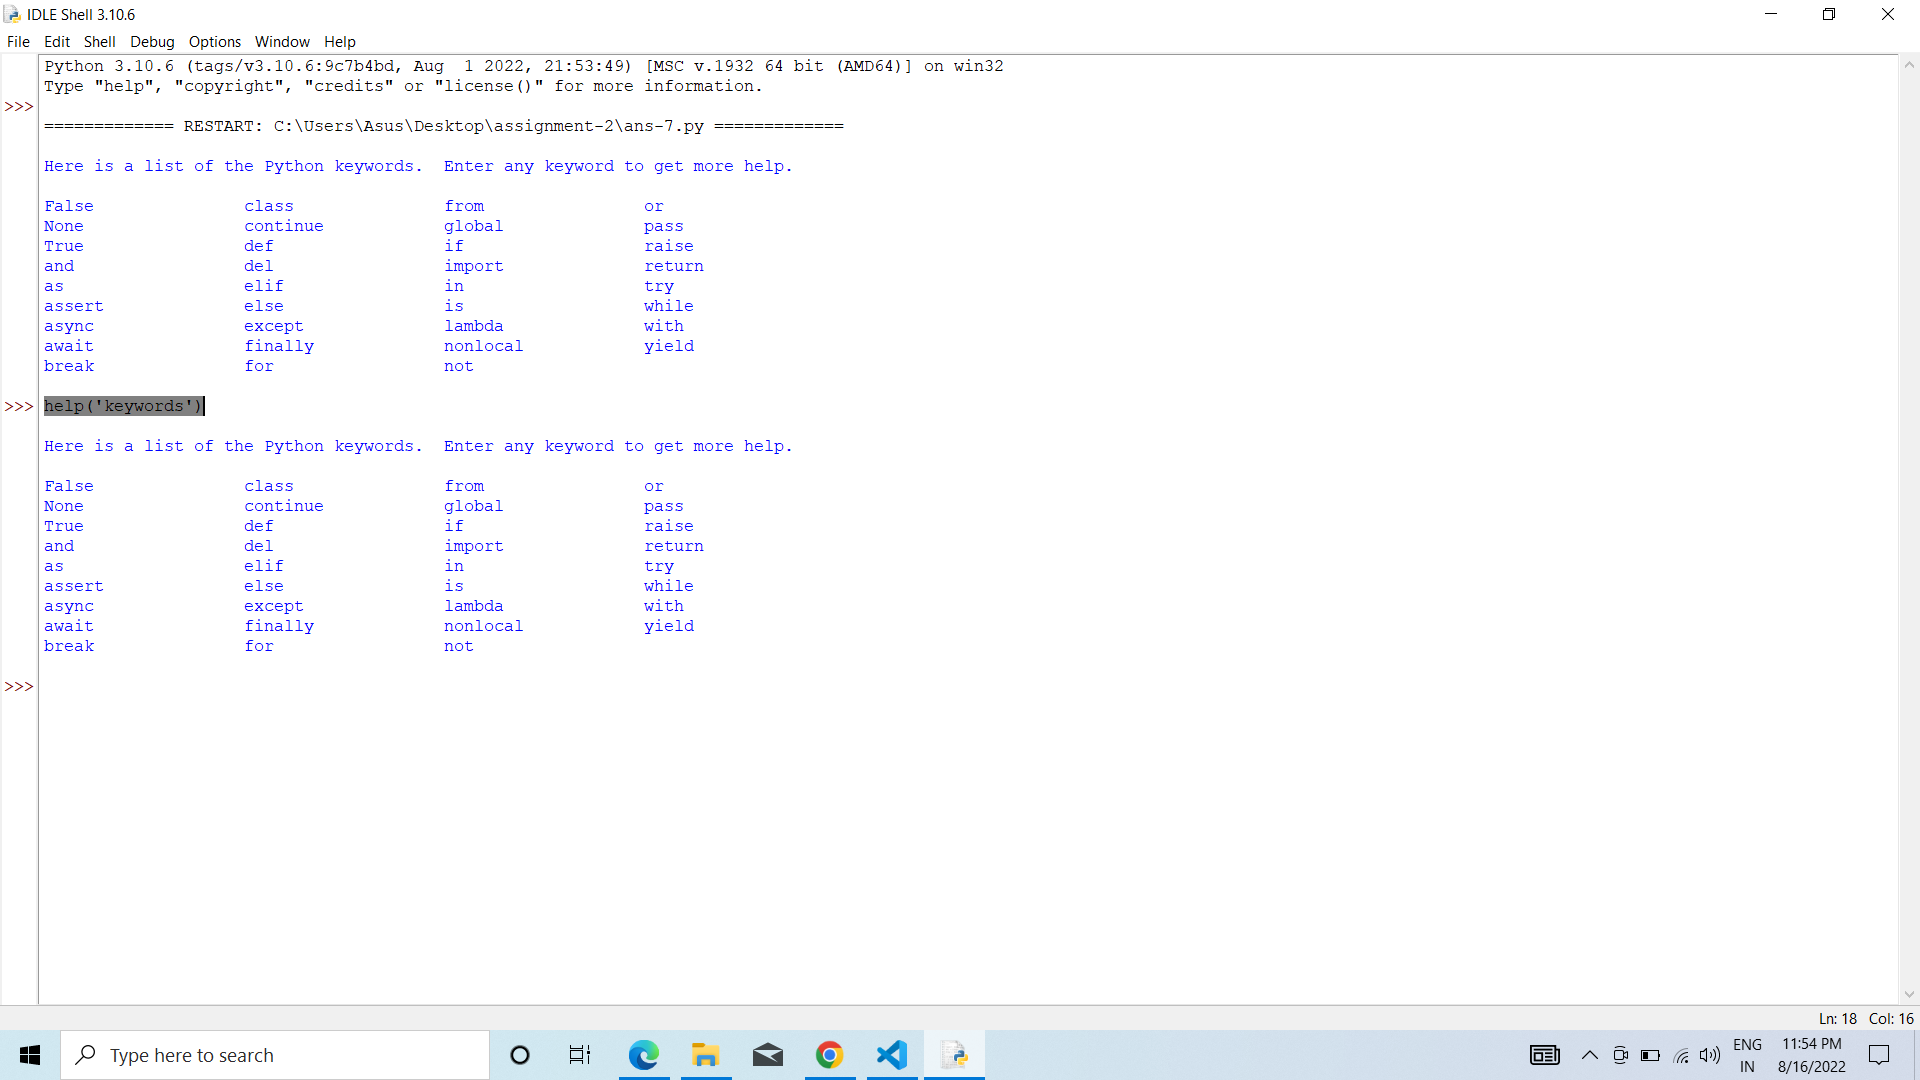 IDLE Shell 3.10.6
File Edit Shell Debug Options Window Help
Python 3.10.6 (tags/v3.10.6:9c7b4bd, Aug  1 2022, 21:53:49) [MSC v.1932 64 bit (AMD64)] on win32
Type "help", "copyright", "credits" or "license()" for more information.
>>>
============= RESTART: C:\Users\Asus\Desktop\assignment-2\ans-7.py =============
Here is a list of the Python keywords.  Enter any keyword to get more help.
False               class               from                or
None                continue            global              pass
True                def                 if                  raise
and                 del                 import              return
as                  elif                in                  try
assert              else                is                  while
async               except              lambda              with
await               finally             nonlocal            yield
break               for                 not
>>> help('keywords')
Here is a list of the Python keywords.  Enter any keyword to get more help.
False               class               from                or
None                continue            global              pass
True                def                 if                  raise
and                 del                 import              return
as                  elif                in                  try
assert              else                is                  while
async               except              lambda              with
await               finally             nonlocal            yield
break               for                 not
>>>
Ln: 18 Col: 16
Type here to search
ENG 11:54 PM
IN 8/16/2022